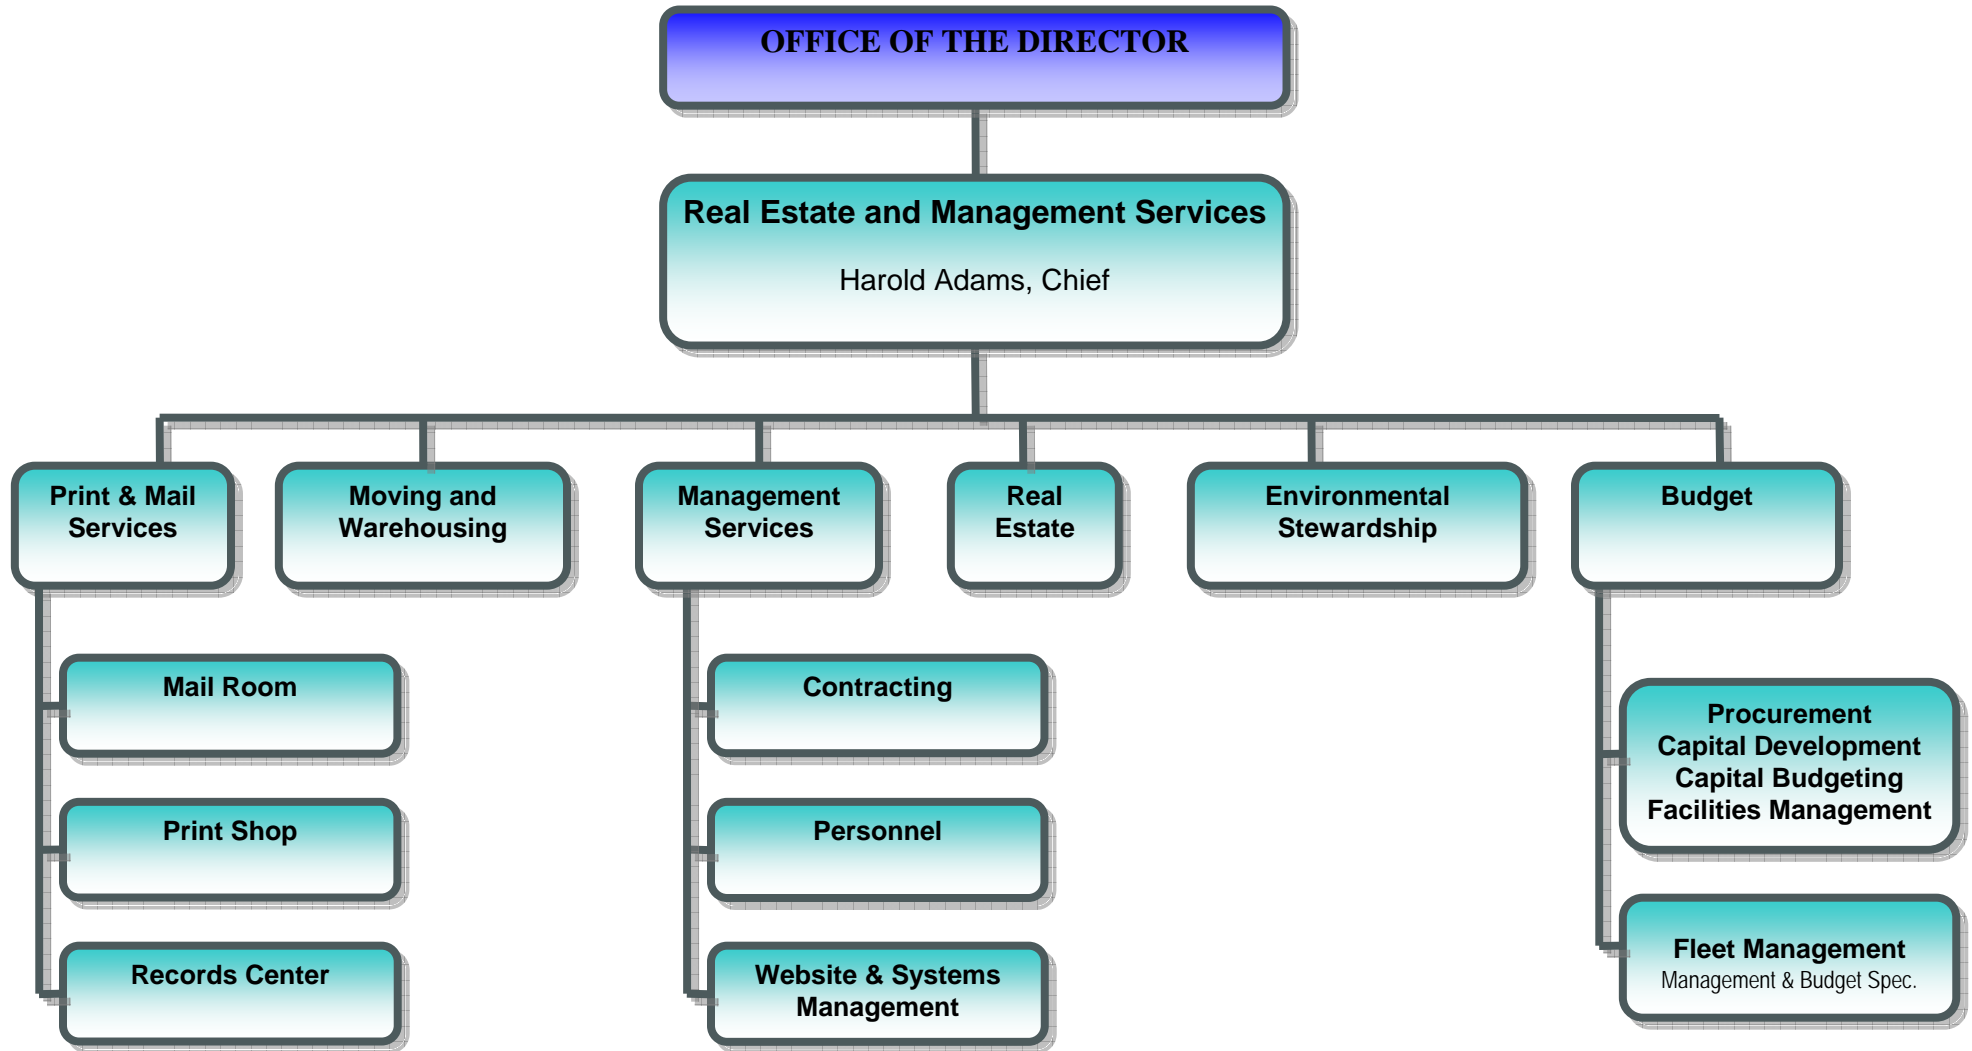 OFFICE OF THE DIRECTOR
Real Estate and Management Services
Harold Adams, Chief
Print & Mail
Services
Moving and
Warehousing
Management
Services
Real
Estate
Environmental
Stewardship
Budget
Mail Room
Print Shop
Records Center
Contracting
Personnel
Website & Systems
Management
Procurement
Capital Development
Capital Budgeting
Facilities Management
Fleet Management
Management & Budget Spec.